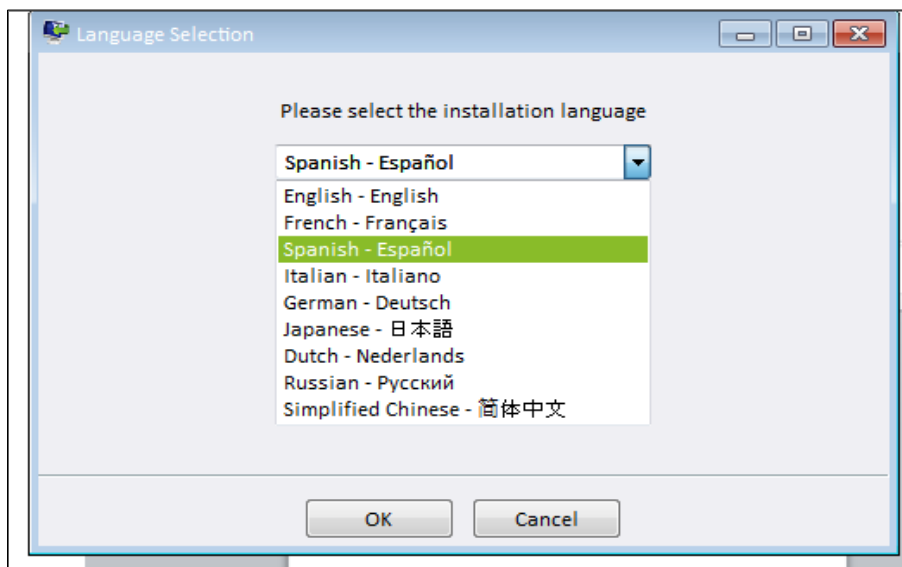 Language Selection
Please select the installation language
Spanish - Español
English - English
French - Français
Spanish - Español
Italian - Italiano
German - Deutsch
Japanese - 日本語
Dutch - Nederlands
Russian - Русский
Simplified Chinese - 简体中文
OK Cancel